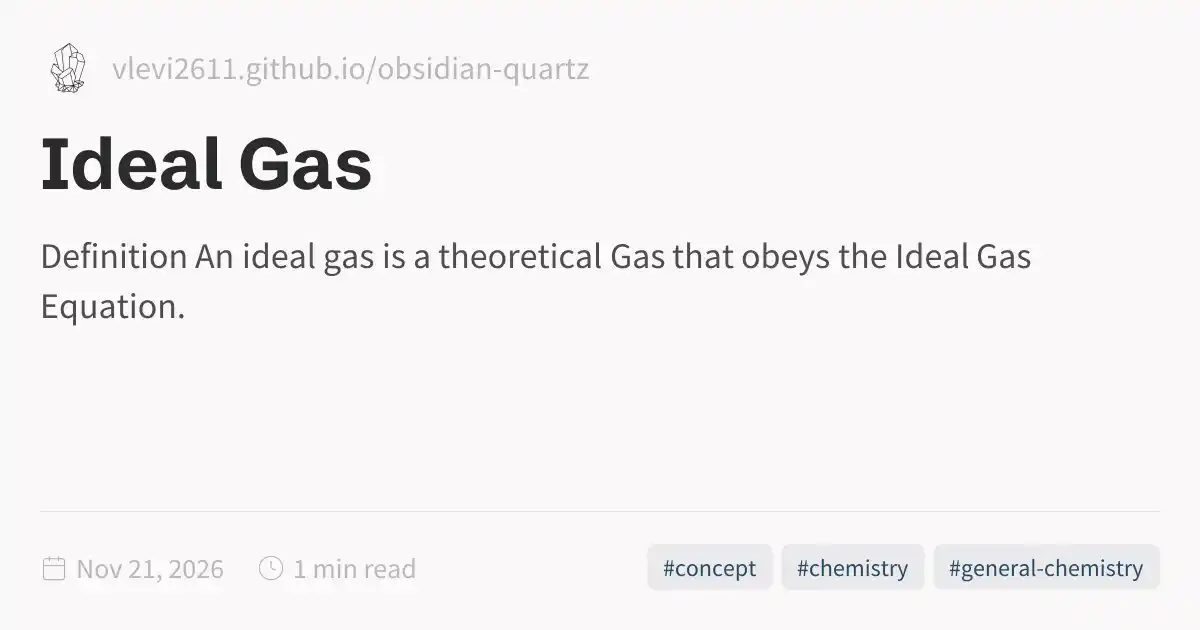 vlevi2611.github.io/obsidian-quartz
Ideal Gas
Definition An ideal gas is a theoretical Gas that obeys the Ideal Gas
Equation.
Nov 21, 2026 1 min read #concept #chemistry #general-chemistry